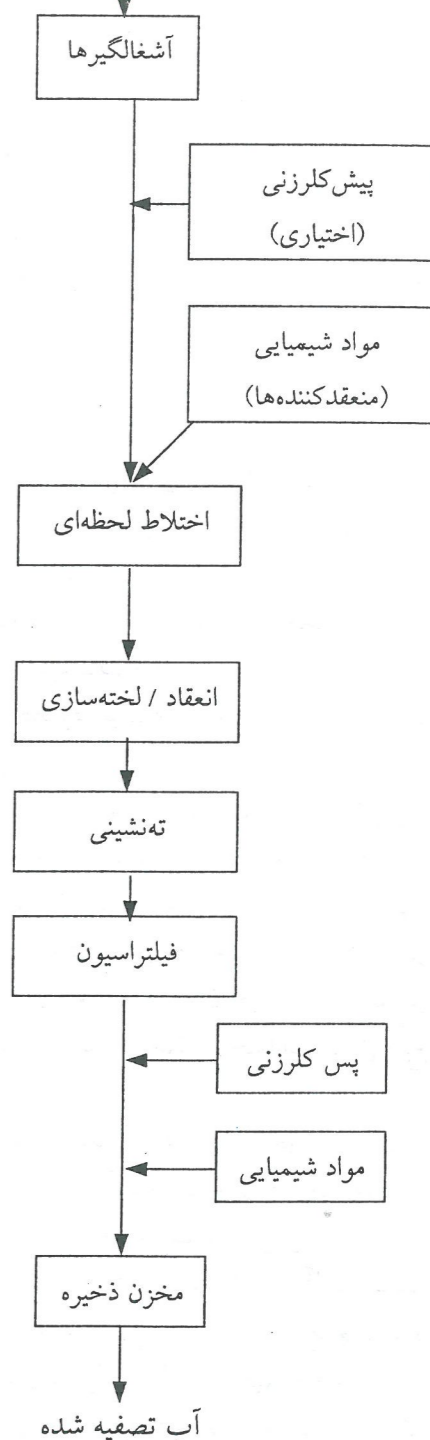 آشغالگیرها
پیش‌کلرزنی
(اختیاری)
مواد شیمیایی
(منعقدکننده‌ها)
اختلاط لحظه‌ای
انعقاد / لخته‌سازی
ته‌نشینی
فیلتراسیون
پس کلرزنی
مواد شیمیایی
مخزن ذخیره
آب تصفیه شده